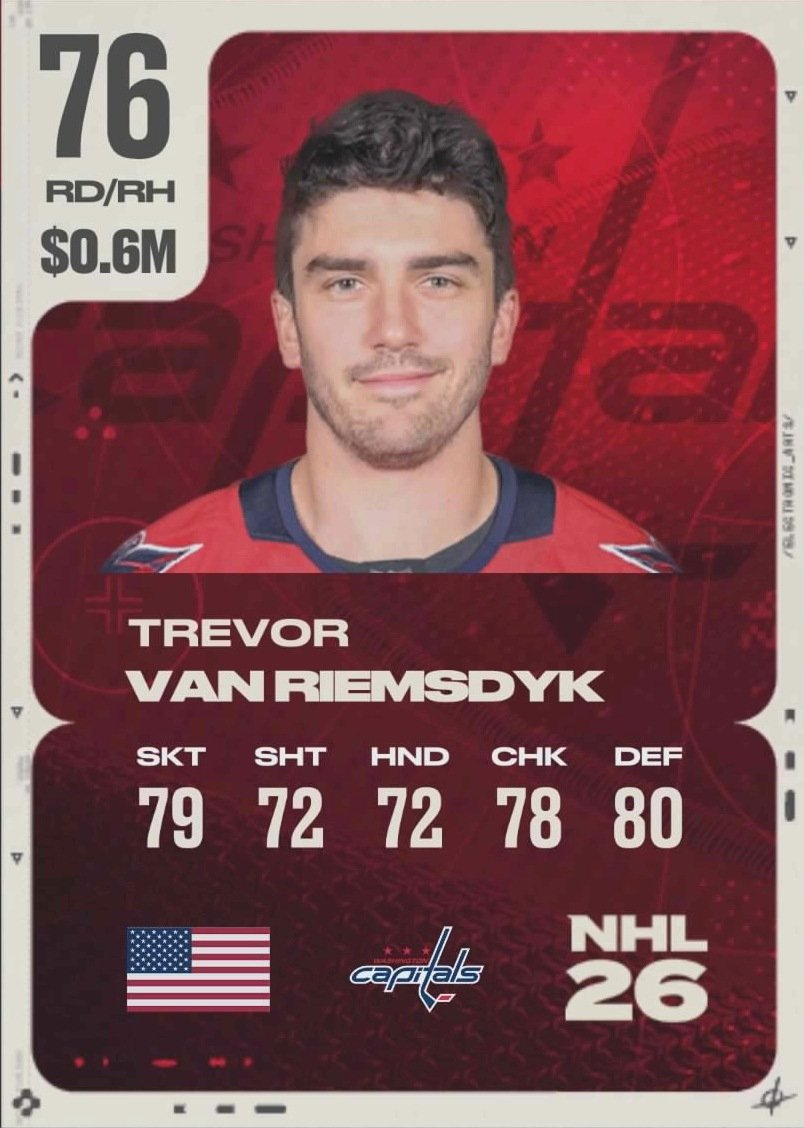 76
RD/RH
$0.6M
TREVOR
VAN RIEMSDYK
SKT SHT HND CHK DEF
79 72 72 78 80
WASHINGTON
capitals
NHL
26